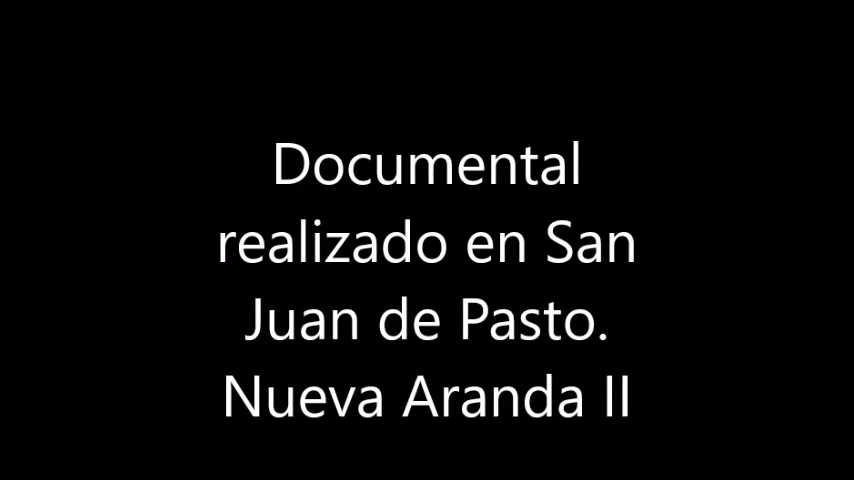 Documental
realizado en San
Juan de Pasto.
Nueva Aranda II